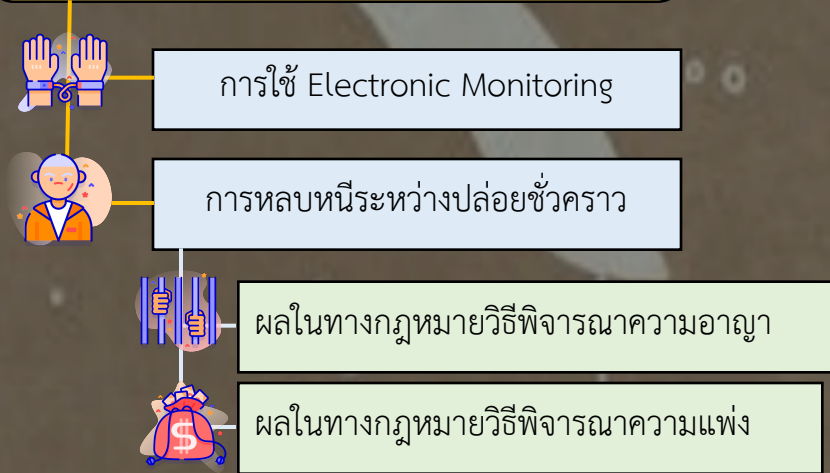 การใช้ Electronic Monitoring
การหลบหนีระหว่างปล่อยชั่วคราว
ผลในทางกฎหมายวิธีพิจารณาความอาญา
ผลในทางกฎหมายวิธีพิจารณาความแพ่ง
$